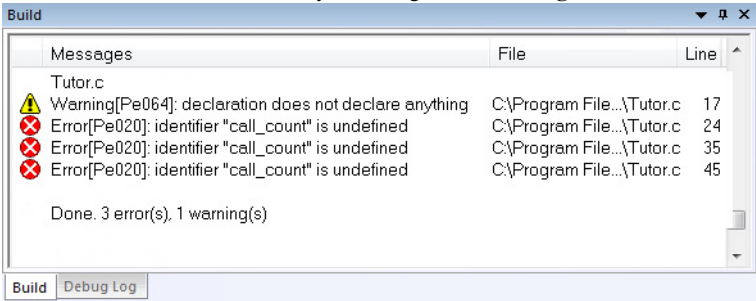 Build
Messages File Line
Tutor.c
Warning[Pe064]: declaration does not declare anything C:\Program File...\Tutor.c 17
Error[Pe020]: identifier "call_count" is undefined C:\Program File...\Tutor.c 24
Error[Pe020]: identifier "call_count" is undefined C:\Program File...\Tutor.c 35
Error[Pe020]: identifier "call_count" is undefined C:\Program File...\Tutor.c 45
Done. 3 error(s), 1 warning(s)
Build Debug Log